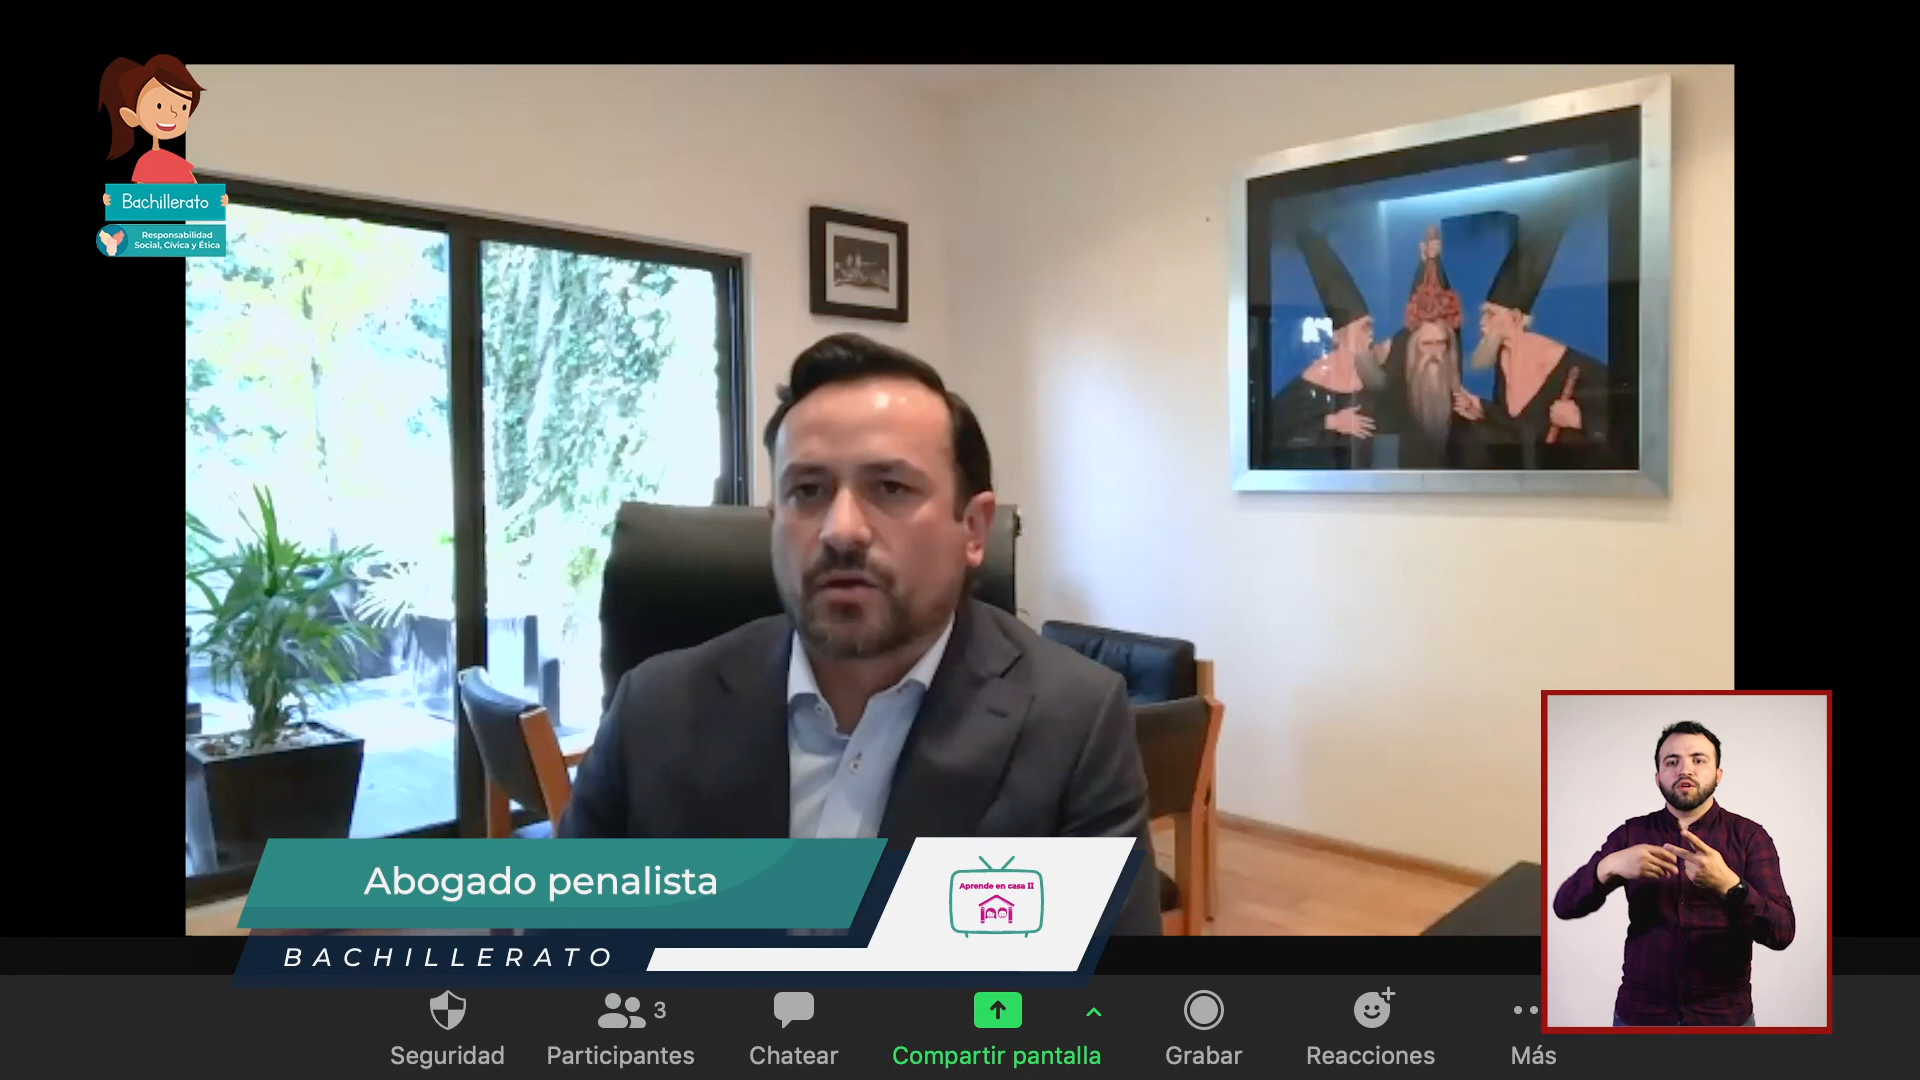 Bachillerato
Responsabilidad
Social, Cívica y Ética
Abogado penalista
Aprende en casa II
BACHILLERATO
3
Seguridad
Participantes
Chatear
Compartir pantalla
Grabar
Reacciones
Más